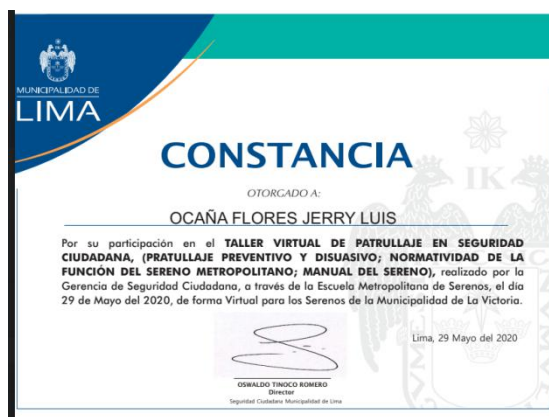 MUNICIPALIDAD DE
LIMA
CONSTANCIA
OTORGADO A:
OCAÑA FLORES JERRY LUIS
Por su participación en el TALLER VIRTUAL DE PATRULLAJE EN SEGURIDAD
CIUDADANA, (PRATULLAJE PREVENTIVO Y DISUASIVO; NORMATIVIDAD DE LA
FUNCIÓN DEL SERENO METROPOLITANO; MANUAL DEL SERENO), realizado por la
Gerencia de Seguridad Ciudadana, a través de la Escuela Metropolitana de Serenos, el día
29 de Mayo del 2020, de forma Virtual para los Serenos de la Municipalidad de La Victoria.
Lima, 29 Mayo del 2020
OSWALDO TINOCO ROMERO
Director
Seguridad Ciudadana Municipalidad de Lima
IK